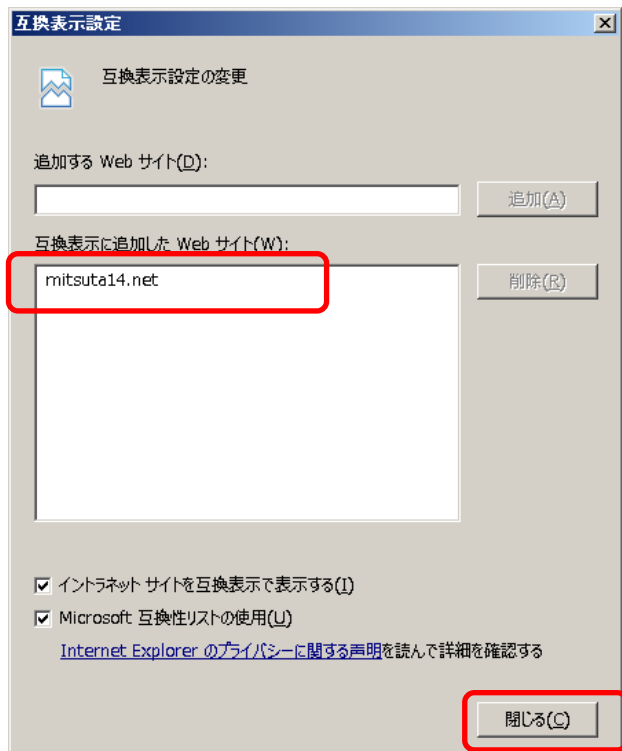 互換表示設定
互換表示設定の変更
追加する Web サイト(D):
追加(A)
互換表示に追加した Web サイト(W):
mitsuta14.net
削除(R)
イントラネット サイトを互換表示で表示する(I)
Microsoft 互換性リストの使用(U)
Internet Explorer のプライバシーに関する声明を読んで詳細を確認する
閉じる(C)